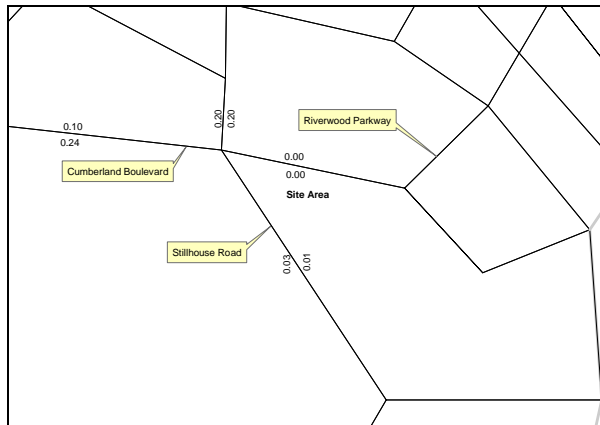 0.20
0.20
Riverwood Parkway
0.10
0.24
Cumberland Boulevard
0.00
0.00
Site Area
Stillhouse Road
0.03
0.01